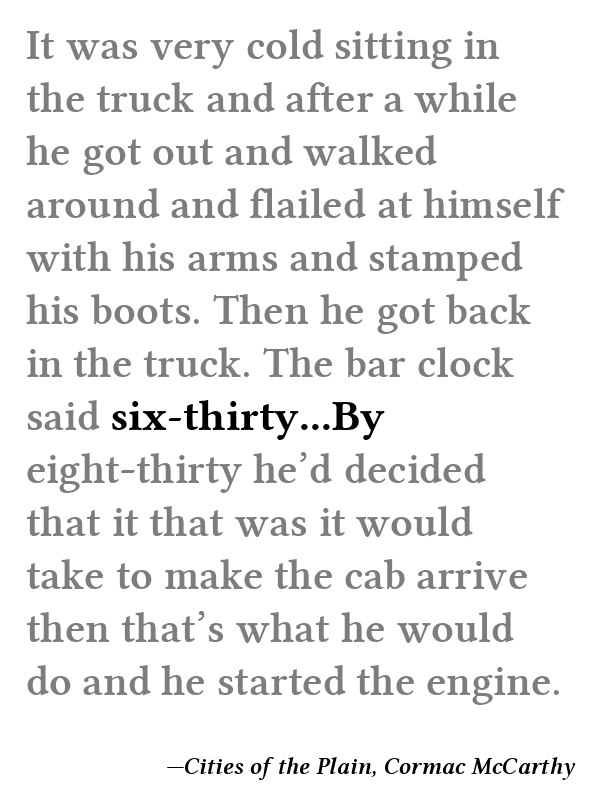 It was very cold sitting in
the truck and after a while
he got out and walked
around and flailed at himself
with his arms and stamped
his boots. Then he got back
in the truck. The bar clock
said six-thirty...By
eight-thirty he’d decided
that it that was it would
take to make the cab arrive
then that’s what he would
do and he started the engine.
—Cities of the Plain, Cormac McCarthy